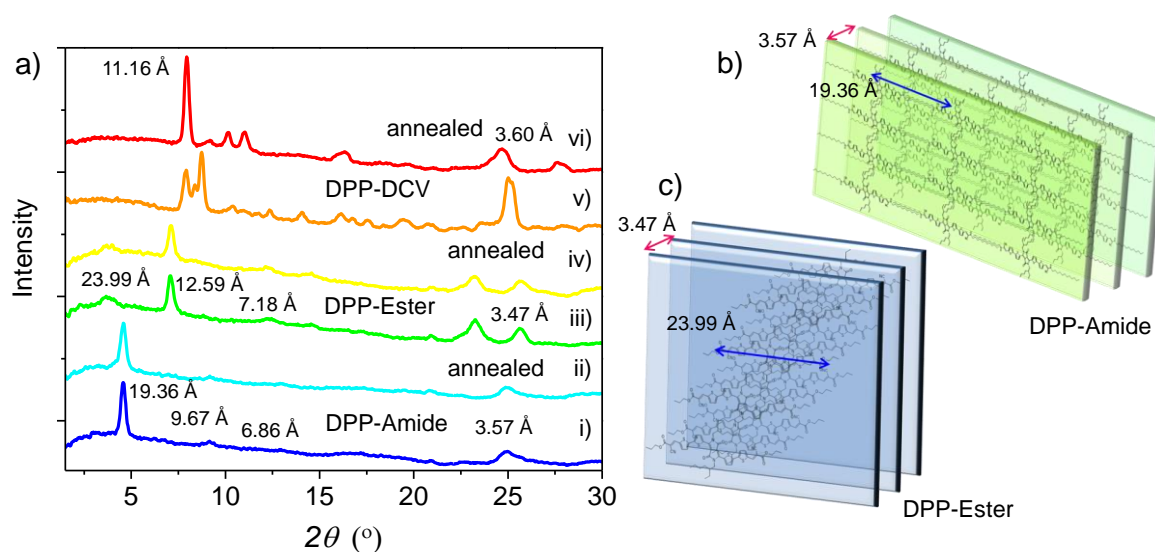 a)
11.16 Å
annealed
3.60 Å
vi)
DPP-DCV
v)
annealed
iv)
23.99 Å
12.59 Å
7.18 Å
DPP-Ester
3.47 Å
iii)
annealed
ii)
19.36 Å
9.67 Å
6.86 Å
DPP-Amide
3.57 Å
i)
Intensity
5
10
15
20
25
30
2θ (°)
b)
3.57 Å
19.36 Å
DPP-Amide
c)
3.47 Å
23.99 Å
DPP-Ester